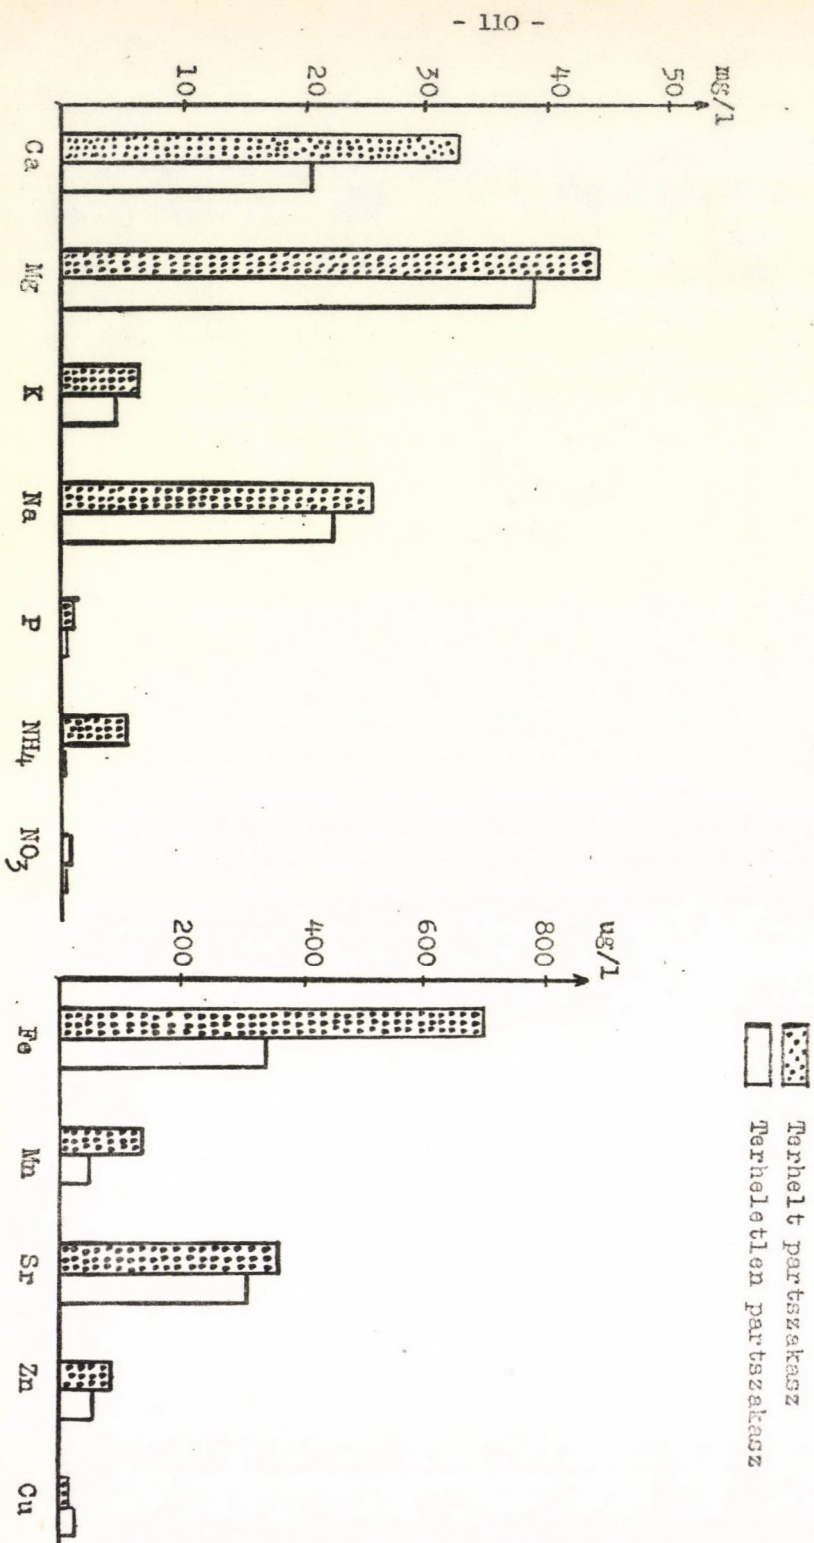 - 110 -
mg/l
50
40
30
20
10
Ca
Mg
K
Na
P
NH4
NO3
ug/l
800
600
400
200
Fe
Mn
Sr
Zn
Cu
Terhelt partszakasz
Terheletlen partszakasz